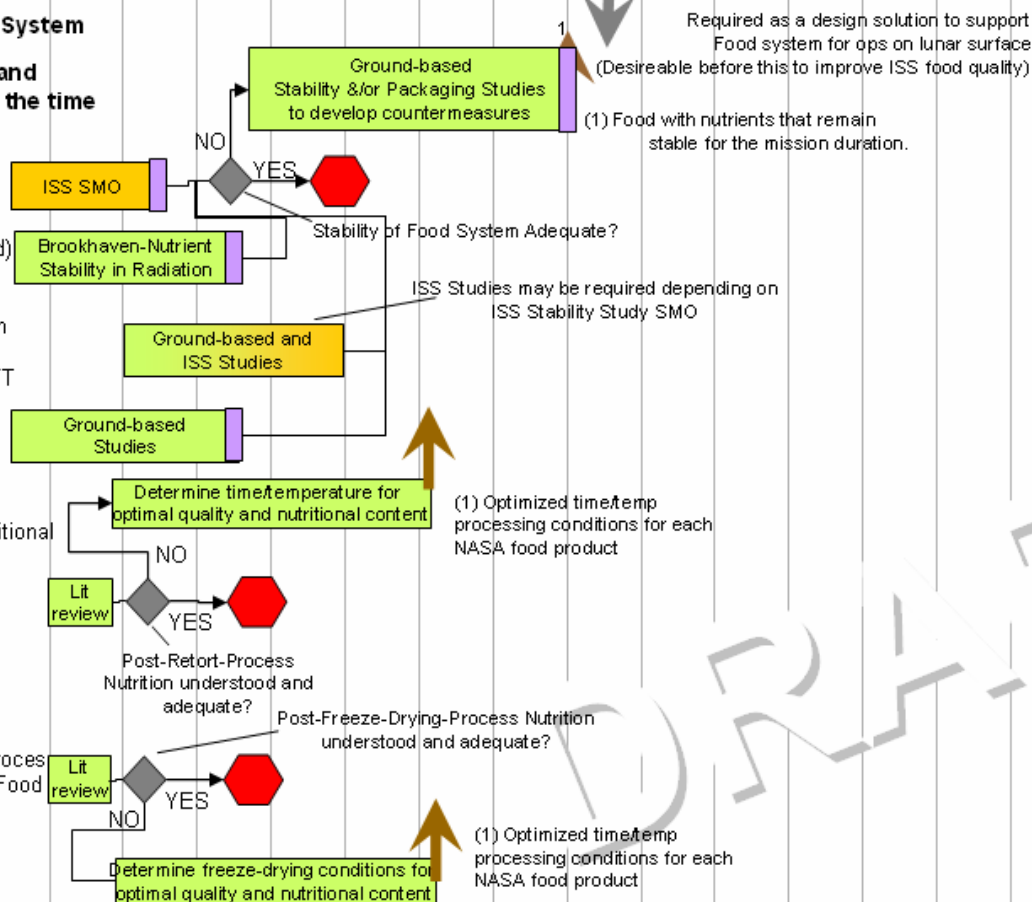 System
1
Required as a design solution to support
Food system for ops on lunar surface
(Desireable before this to improve ISS food quality)
and
the time
Ground-based
Stability &/or Packaging Studies
to develop countermeasures
(1) Food with nutrients that remain
stable for the mission duration.
NO
YES
ISS SMO
Stability of Food System Adequate?
d)
Brookhaven-Nutrient
Stability in Radiation
ISS Studies may be required depending on
ISS Stability Study SMO
n
Ground-based and
ISS Studies
T
Ground-based
Studies
Determine time/temperature for
optimal quality and nutritional content
(1) Optimized time/temp
processing conditions for each
NASA food product
itional
NO
Lit
review
YES
Post-Retort-Process
Nutrition understood and
adequate?
Post-Freeze-Drying-Process Nutrition
understood and adequate?
roces
Food
Lit
review
YES
NO
(1) Optimized time/temp
processing conditions for each
NASA food product
Determine freeze-drying conditions for
optimal quality and nutritional content
DRA